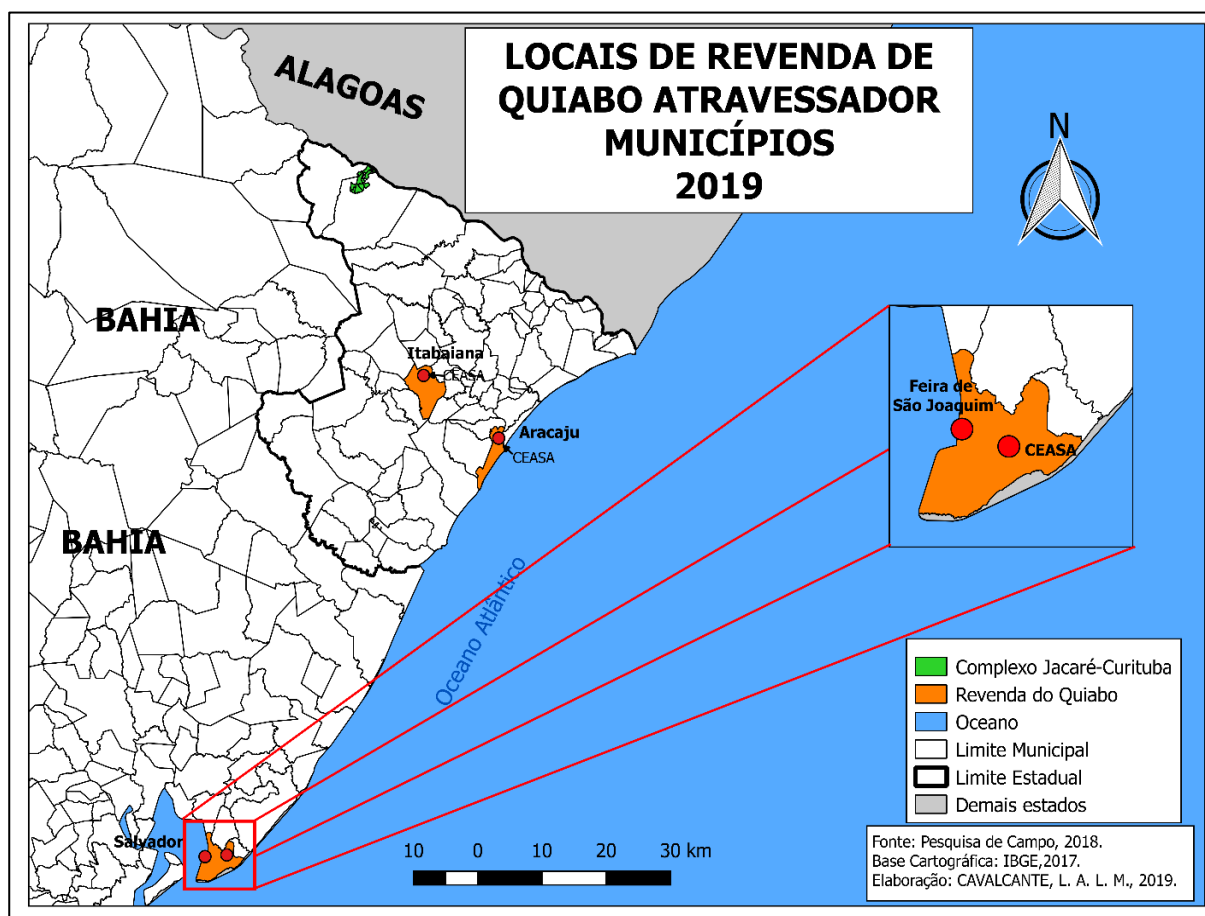 LOCAIS DE REVENDA DE
QUIABO ATRAVESSADOR
MUNICÍPIOS
2019
ALAGOAS
N
BAHIA
Itabaiana
CEASA
Aracaju
CEASA
Feira de
São Joaquim
CEASA
BAHIA
Oceano Atlântico
Salvador
Complexo Jacaré-Curituba
Revenda do Quiabo
Oceano
Limite Municipal
Limite Estadual
Demais estados
10 0 10 20 30 km
Fonte: Pesquisa de Campo, 2018.
Base Cartográfica: IBGE,2017.
Elaboração: CAVALCANTE, L. A. L. M., 2019.